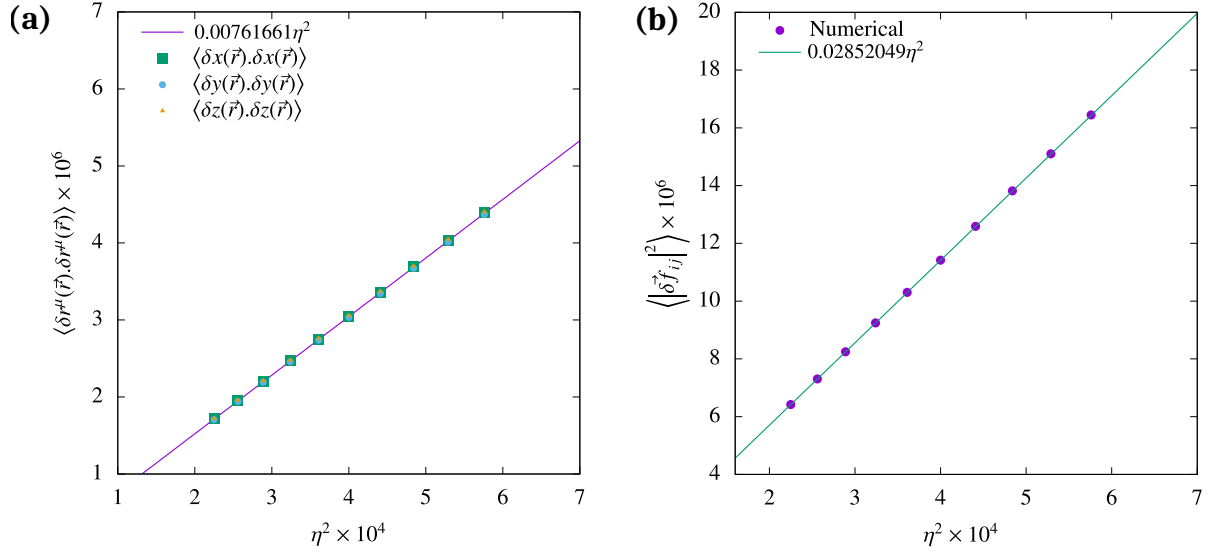 (a)
0.00761661η²
⟨δx(r⃗).δx(r⃗)⟩
⟨δy(r⃗).δy(r⃗)⟩
⟨δz(r⃗).δz(r⃗)⟩
⟨δr^μ(r⃗).δr^μ(r⃗)⟩ × 10⁶
7
6
5
4
3
2
1
1 2 3 4 5 6 7
η² × 10⁴
(b)
Numerical
0.02852049η²
⟨|δ⃗f_ij|²⟩ × 10⁶
20
18
16
14
12
10
8
6
4
2 3 4 5 6 7
η² × 10⁴